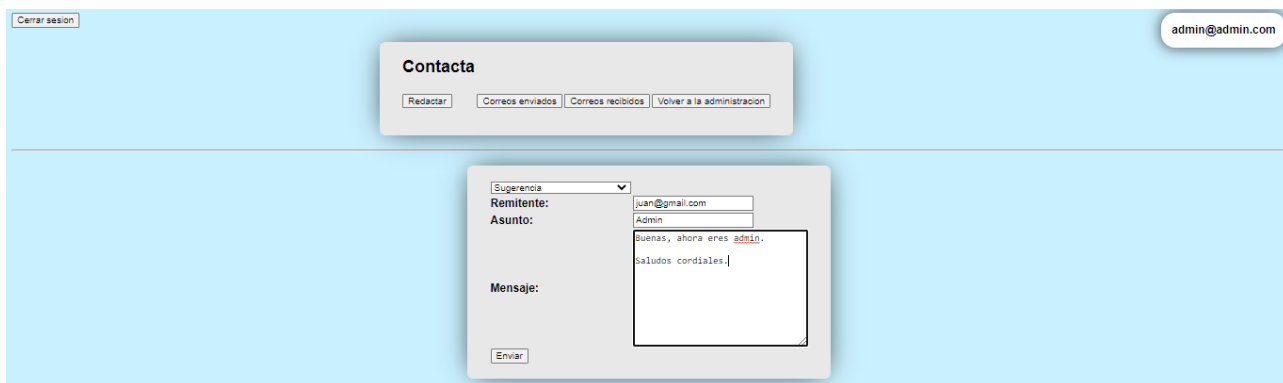 Cerrar sesion
admin@admin.com
Contacta
Redactar Correos enviados Correos recibidos Volver a la administracion
Sugerencia
Remitente: juan@gmail.com
Asunto: Admin
Buenas, ahora eres admin.
Saludos cordiales.
Mensaje:
Enviar